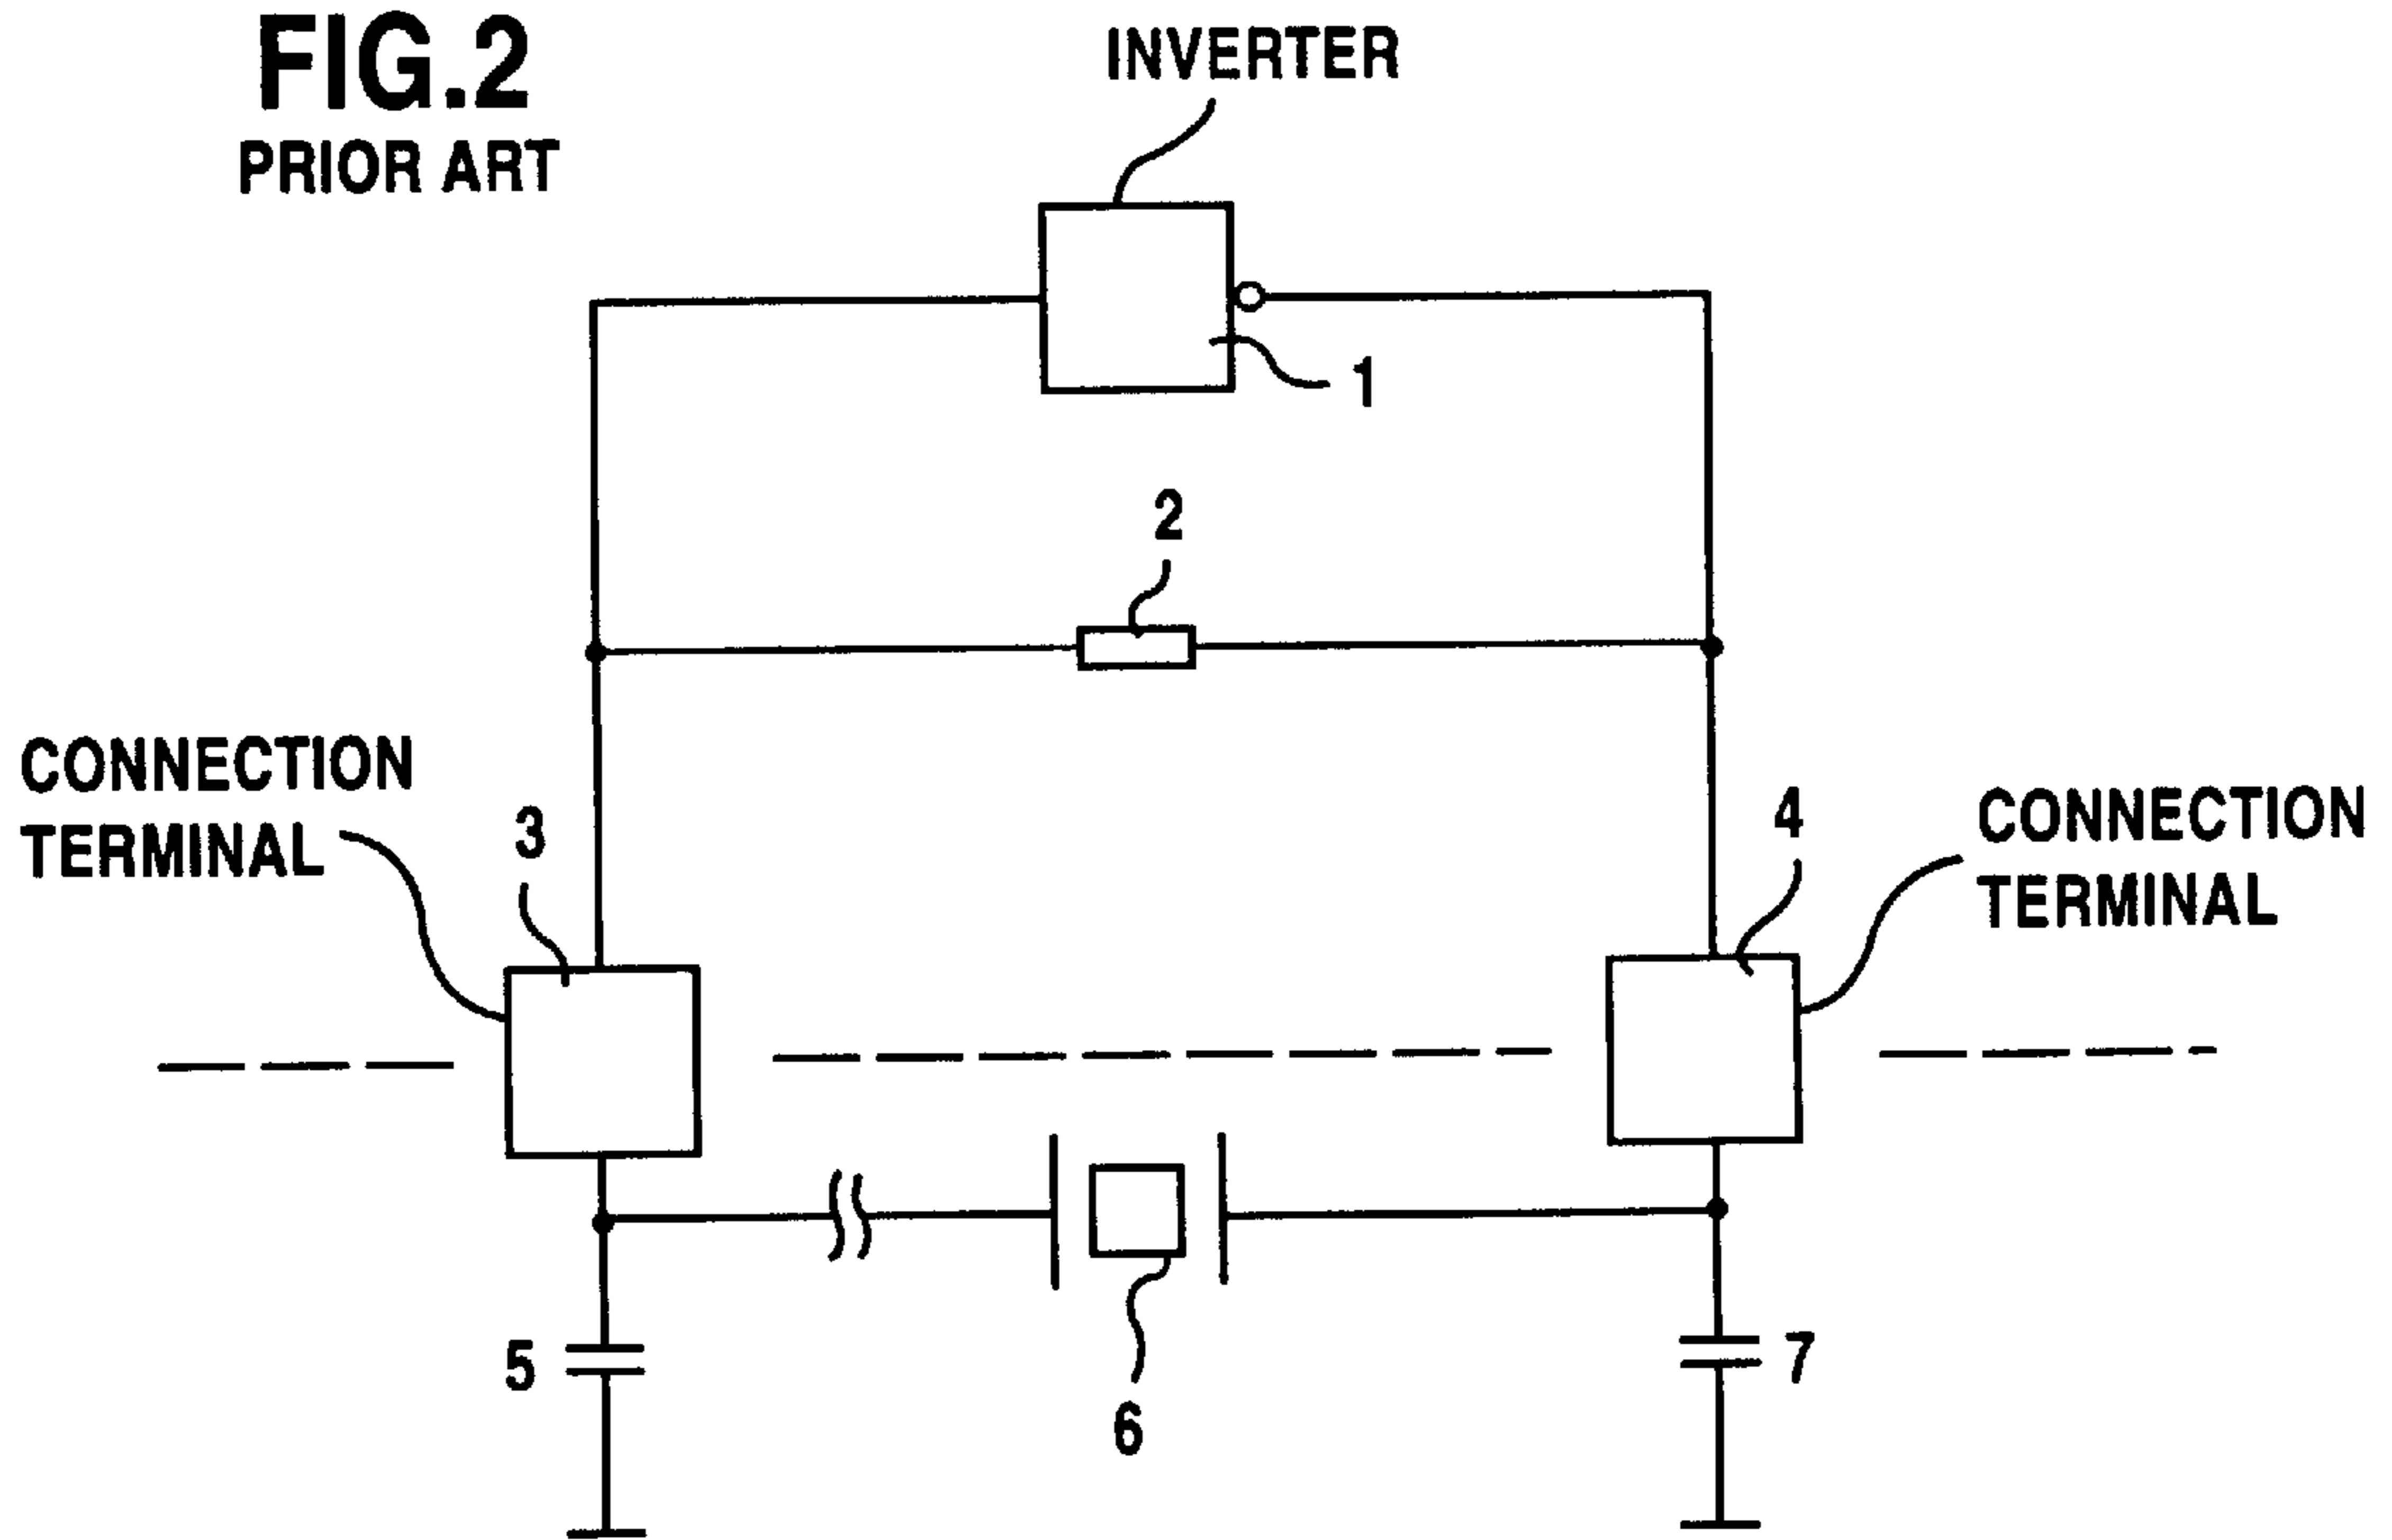 FIG.2
PRIOR ART
INVERTER
1
2
CONNECTION
TERMINAL
3
4
CONNECTION
TERMINAL
5
6
7